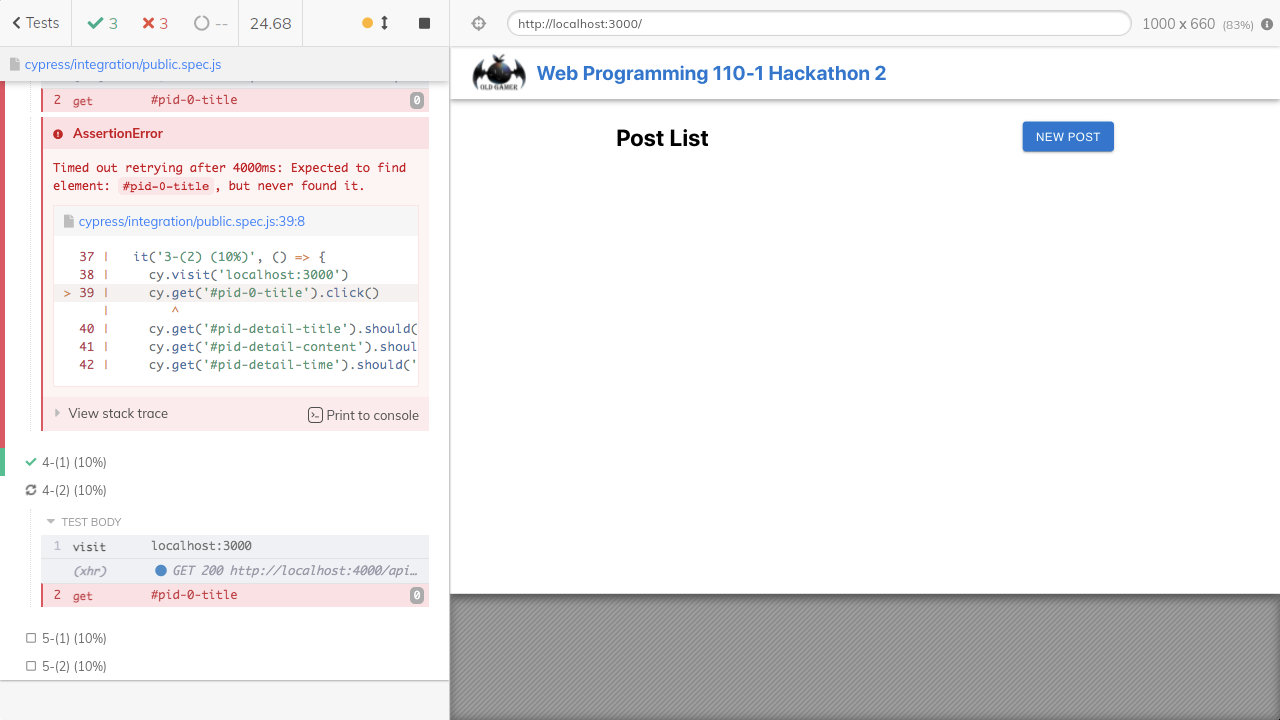 Tests
3
3
--
24.68
http://localhost:3000/
1000 x 660 (83%)
cypress/integration/public.spec.js
2 get #pid-0-title 0
AssertionError
Timed out retrying after 4000ms: Expected to find
element: #pid-0-title, but never found it.
cypress/integration/public.spec.js:39:8
37 | it('3-(2) (10%)', () => {
38 | cy.visit('localhost:3000')
> 39 | cy.get('#pid-0-title').click()
| ^
40 | cy.get('#pid-detail-title').should(
41 | cy.get('#pid-detail-content').shoul
42 | cy.get('#pid-detail-time').should('
View stack trace
Print to console
4-(1) (10%)
4-(2) (10%)
TEST BODY
1 visit localhost:3000
(xhr) GET 200 http://localhost:4000/api…
2 get #pid-0-title 0
5-(1) (10%)
5-(2) (10%)
OLD GAMER
Web Programming 110-1 Hackathon 2
Post List
NEW POST